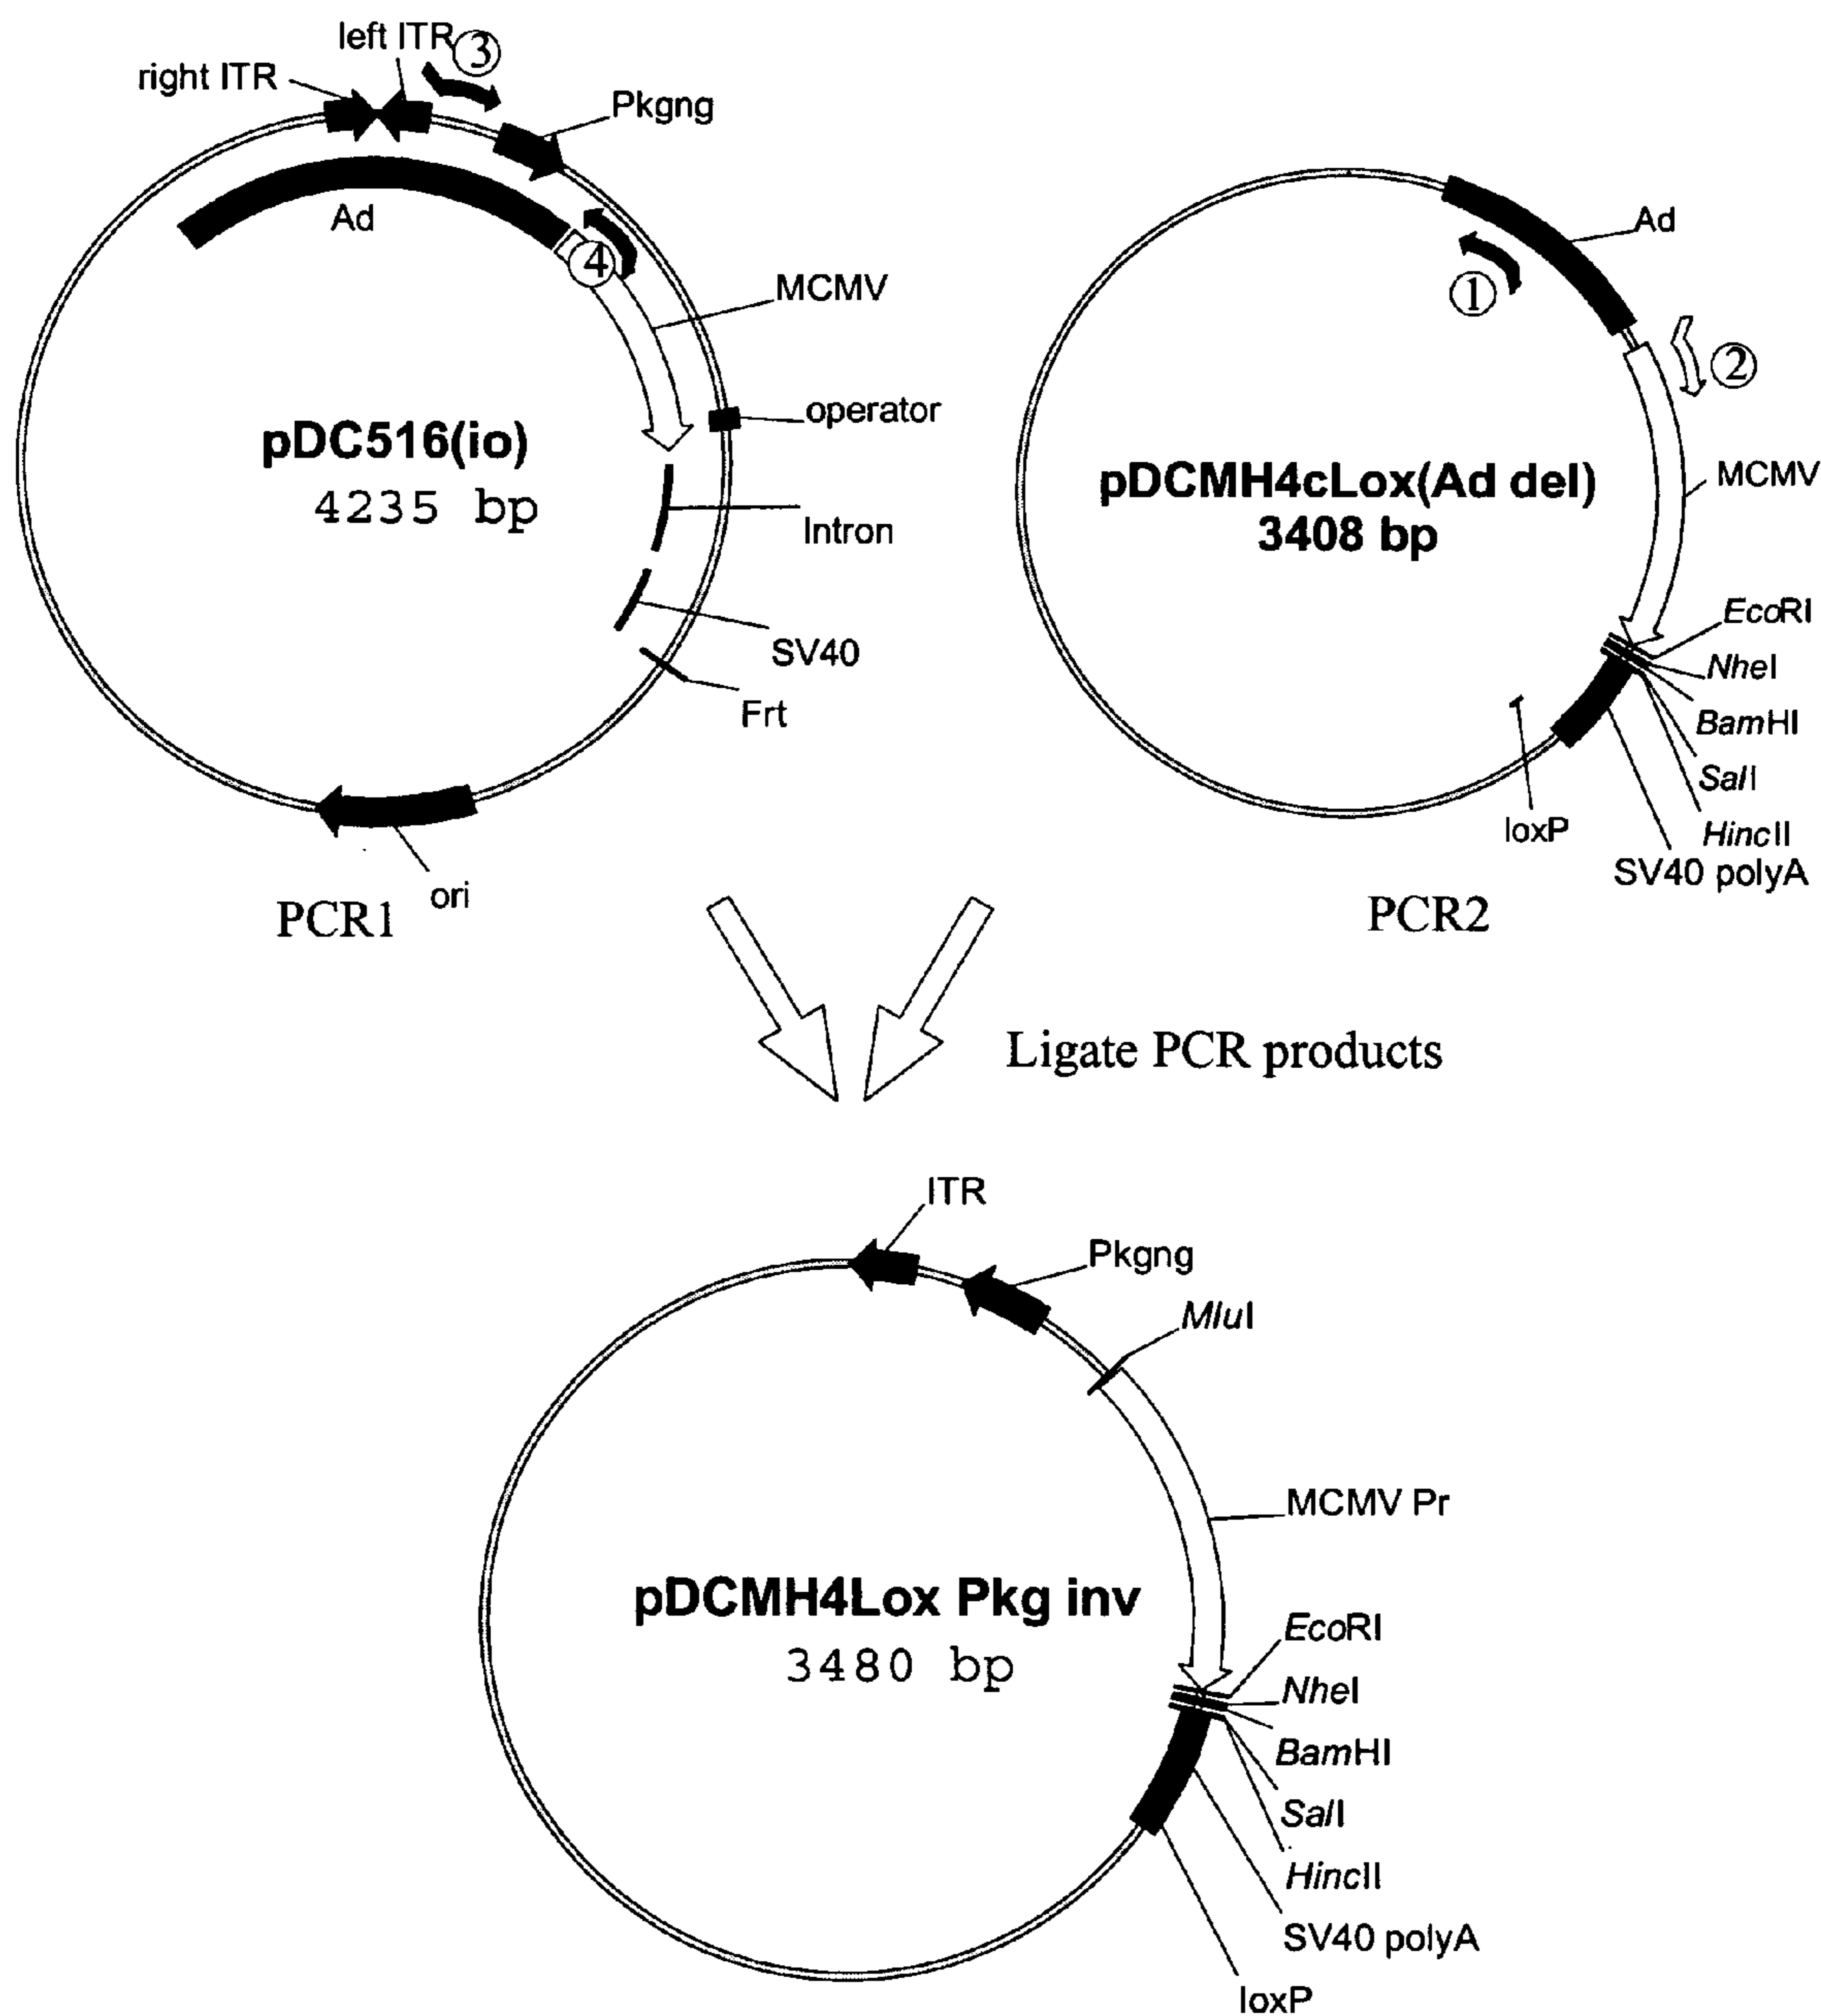 left ITR
③
right ITR
Pkgng
Ad
④
MCMV
operator
pDC516(io)
4235 bp
Intron
SV40
Frt
ori
PCR1
Ad
①
②
MCMV
pDCMH4cLox(Ad del)
3408 bp
EcoRI
NheI
BamHI
SalI
HincII
loxP
SV40 polyA
PCR2
Ligate PCR products
ITR
Pkgng
MluI
MCMV Pr
pDCMH4Lox Pkg inv
3480 bp
EcoRI
NheI
BamHI
SalI
HincII
SV40 polyA
loxP